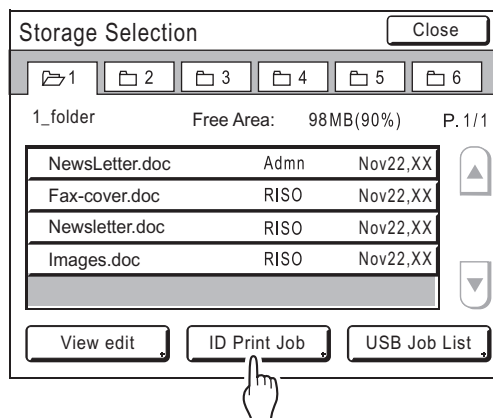 Storage Selection Close
1 2 3 4 5 6
1_folder Free Area: 98MB(90%) P.1/1
NewsLetter.doc Admn Nov22,XX
Fax-cover.doc RISO Nov22,XX
Newsletter.doc RISO Nov22,XX
Images.doc RISO Nov22,XX
View edit ID Print Job USB Job List